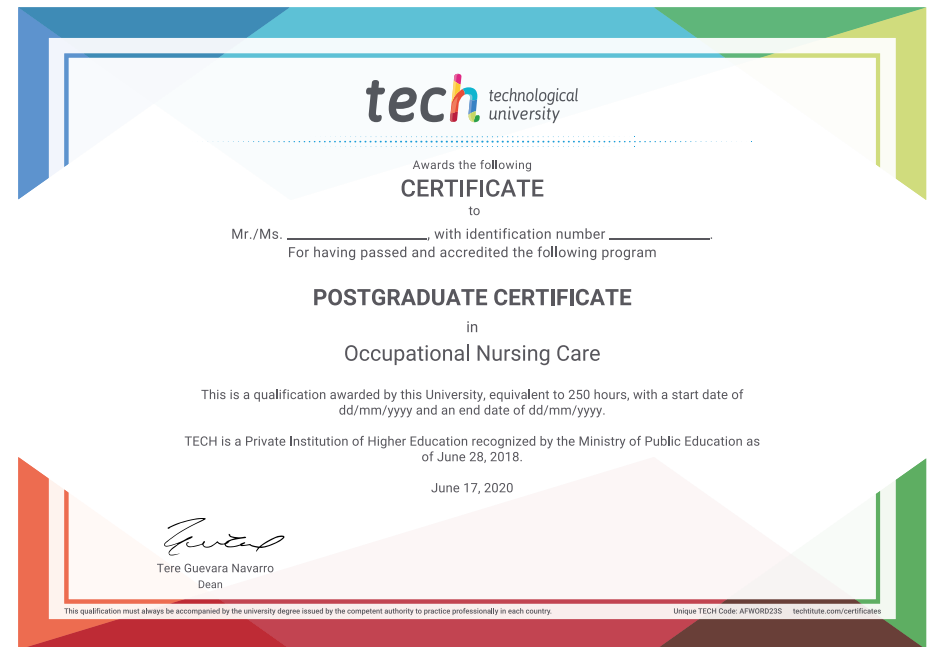 tech technological
university
Awards the following
CERTIFICATE
to
Mr./Ms. ____________________, with identification number ______________.
For having passed and accredited the following program
POSTGRADUATE CERTIFICATE
in
Occupational Nursing Care
This is a qualification awarded by this University, equivalent to 250 hours, with a start date of
dd/mm/yyyy and an end date of dd/mm/yyyy.
TECH is a Private Institution of Higher Education recognized by the Ministry of Public Education as
of June 28, 2018.
June 17, 2020
Tere Guevara Navarro
Dean
This qualification must always be accompanied by the university degree issued by the competent authority to practice professionally in each country.
Unique TECH Code: AFWORD23S techtitute.com/certificates